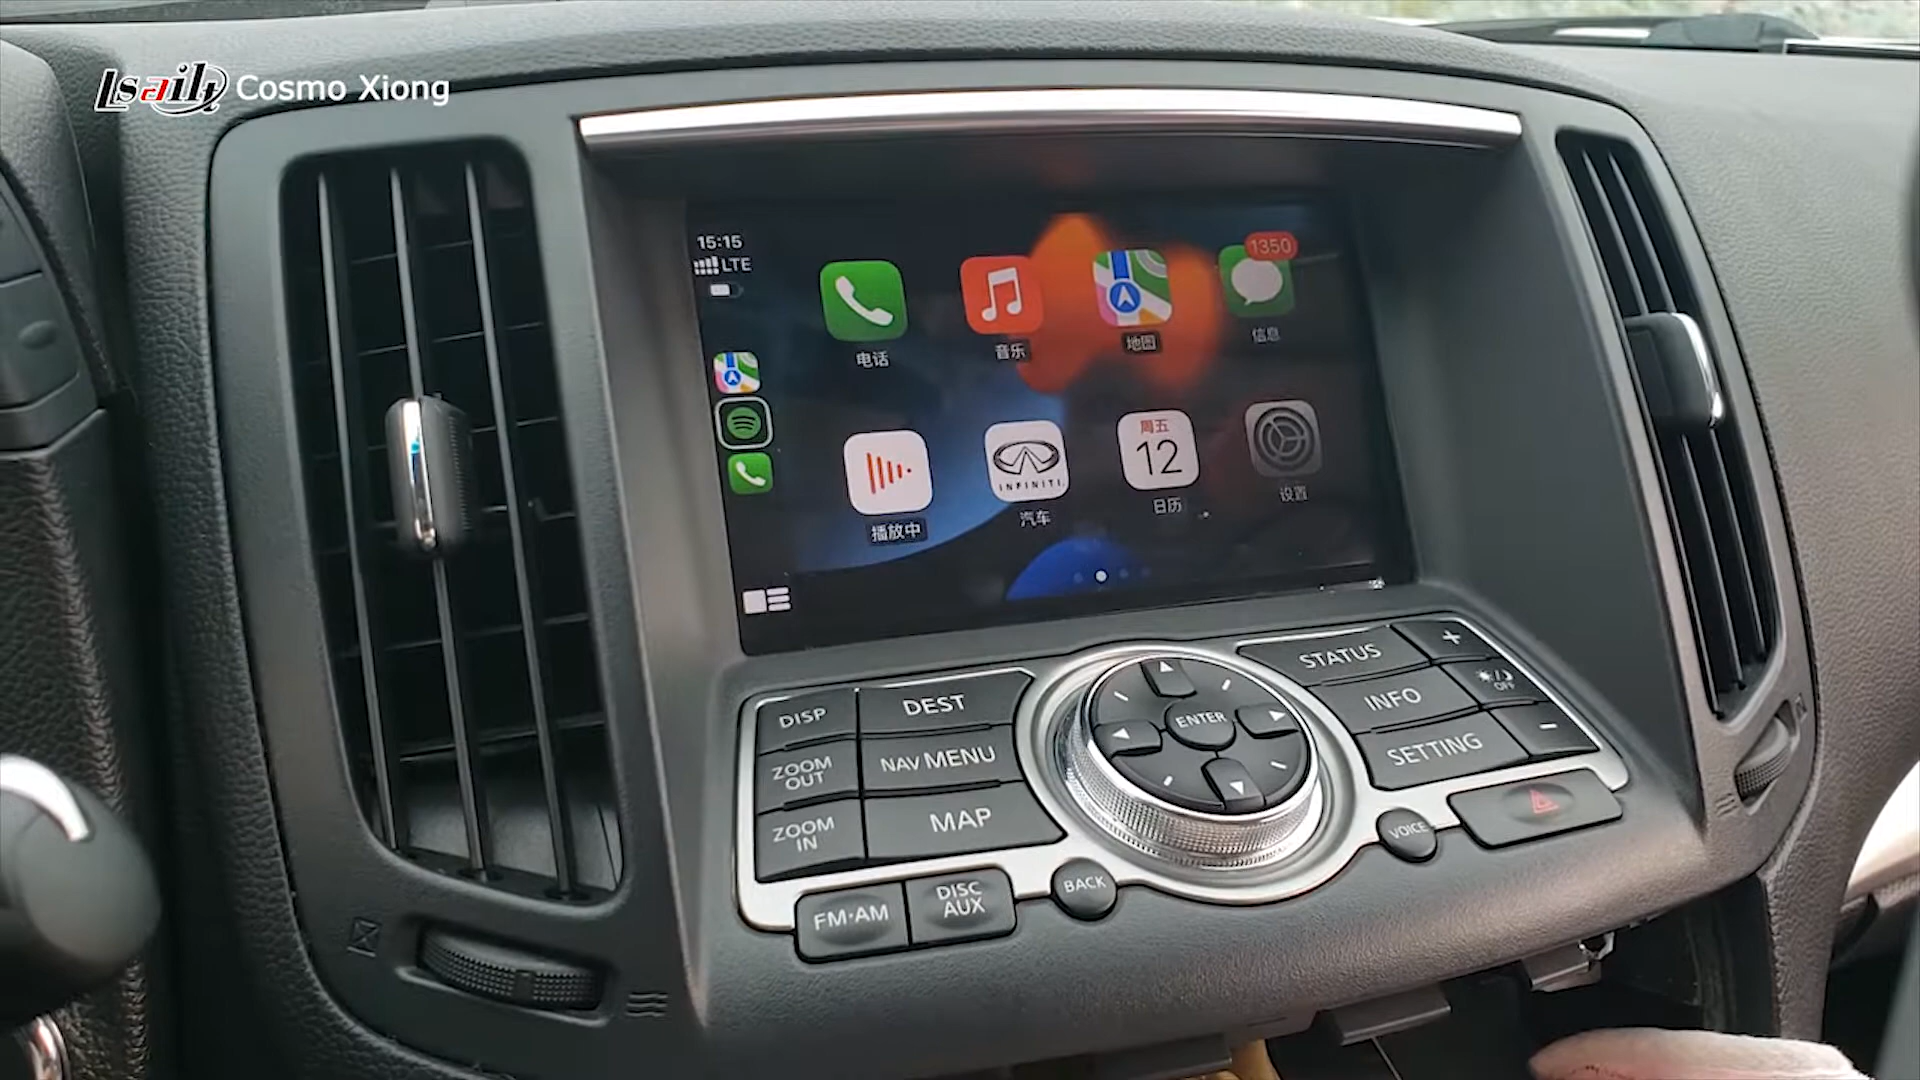 Lsailt Cosmo Xiong
15:15
LTE
1350
电话
音乐
地图
信息
INFINITI
周五
12
播放中
汽车
日历
设置
DISP
DEST
ZOOM
OUT
NAV MENU
ZOOM
IN
MAP
FM·AM
DISC
AUX
BACK
ENTER
STATUS
+
INFO
OFF
SETTING
-
VOICE